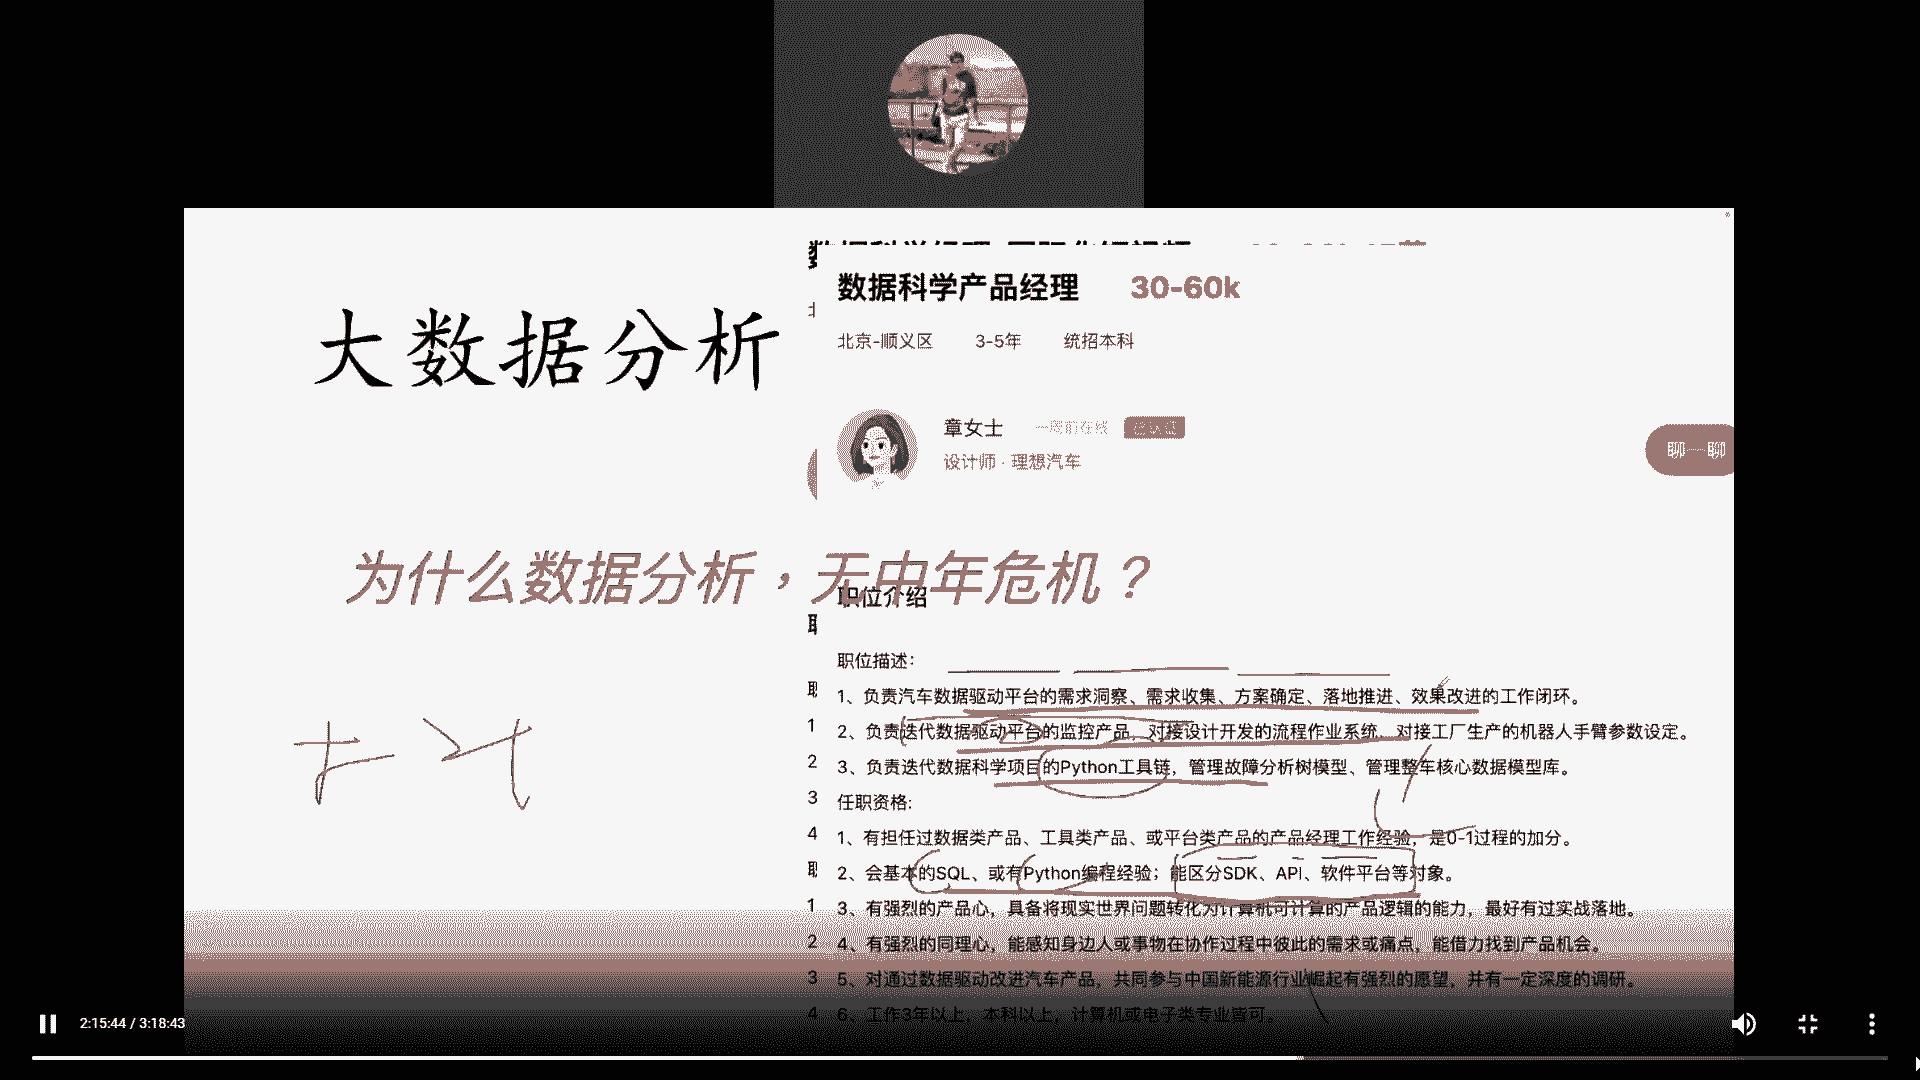 大数据分析
数据科学产品经理 30-60k
北京-顺义区 3-5年 统招本科
章女士 一周前在线 已认证
设计师·理想汽车
聊一聊
为什么数据分析，无中年危机？
职位介绍
职位描述：
1、负责汽车数据驱动平台的需求洞察、需求收集、方案确定、落地推进、效果改进的工作闭环。
2、负责迭代数据驱动平台的监控产品，对接设计开发的流程作业系统，对接工厂生产的机器人手臂参数设定。
3、负责迭代数据科学项目的Python工具链，管理故障分析树模型、管理整车核心数据模型库。
任职资格:
1、有担任过数据类产品、工具类产品、或平台类产品的产品经理工作经验，是0-1过程的加分。
2、会基本的SQL、或有Python编程经验；能区分SDK、API、软件平台等对象。
3、有强烈的产品心，具备将现实世界问题转化为计算机可计算的产品逻辑的能力，最好有过实战落地。
4、有强烈的同理心，能感知身边人或事物在协作过程中彼此的需求或痛点，能借力找到产品机会。
5、对通过数据驱动改进汽车产品，共同参与中国新能源行业崛起有强烈的愿望，并有一定深度的调研。
6、工作3年以上，本科以上，计算机或电子类专业皆可。
2:15:44 / 3:18:43